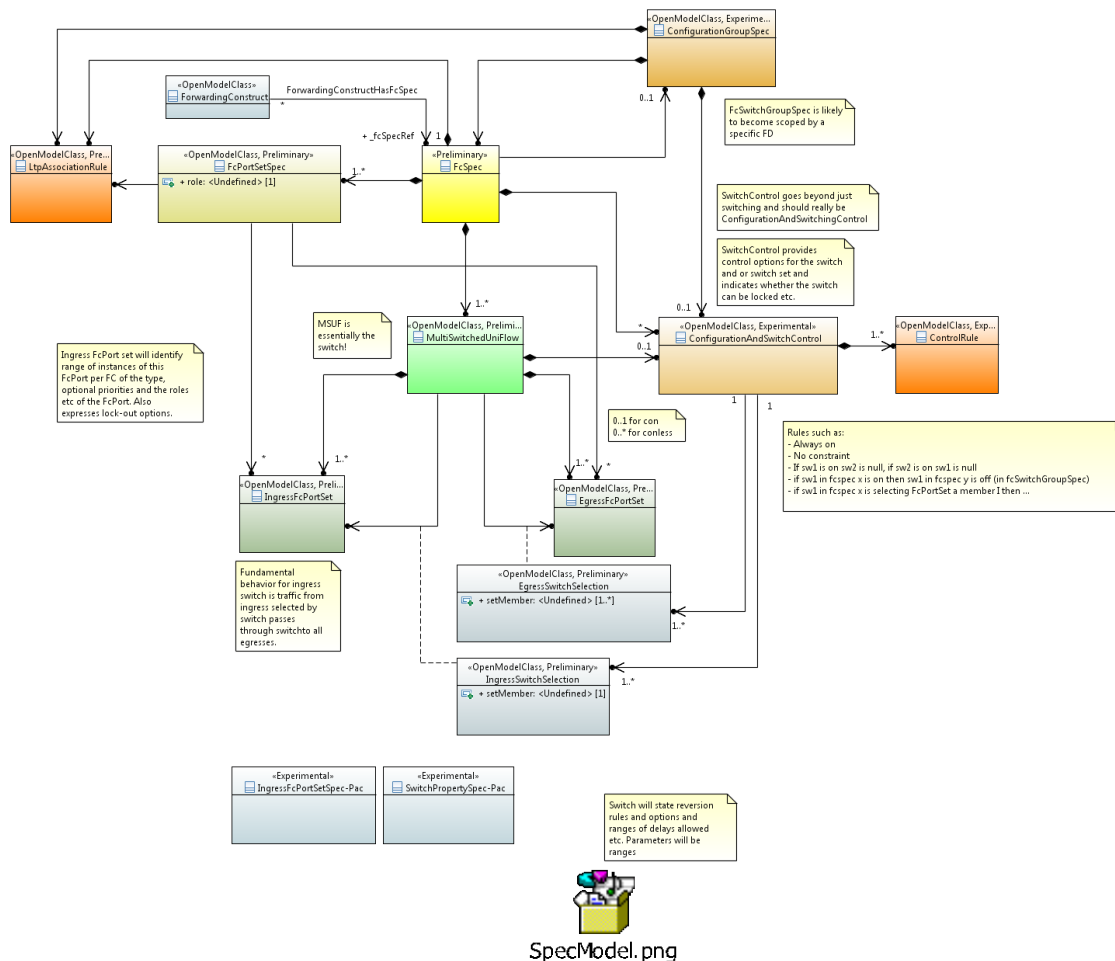 «OpenModelClass, Experime...
ConfigurationGroupSpec
«OpenModelClass»
ForwardingConstruct
ForwardingConstructHasFcSpec
*
+ _fcSpecRef
1
0..1
FcSwitchGroupSpec is likely
to become scoped by a
specific FD
«OpenModelClass, Pre...
LtpAssociationRule
«OpenModelClass, Preliminary»
FcPortSetSpec
+ role: <Undefined> [1]
1..*
«Preliminary»
FcSpec
SwitchControl goes beyond just
switching and should really be
ConfigurationAndSwitchingControl
SwitchControl provides
control options for the switch
and or switch set and
indicates whether the switch
can be locked etc.
1..*
0..1
MSUF is
essentially the
switch!
«OpenModelClass, Prelimi...
MultiSwitchedUniFlow
*
0..1
«OpenModelClass, Experimental»
ConfigurationAndSwitchControl
1..*
«OpenModelClass, Exp...
ControlRule
Ingress FcPort set will identify
range of instances of this
FcPort per FC of the type,
optional priorities and the roles
etc of the FcPort. Also
expresses lock-out options.
1
1
0..1 for con
0..* for conless
Rules such as:
- Always on
- No constraint
- If sw1 is on sw2 is null, if sw2 is on sw1 is null
- if sw1 in fcspec x is on then sw1 in fcspec y is off (in fcSwitchGroupSpec)
- if sw1 in fcspec x is selecting FcPortSet a member I then ...
*
1..*
1..*
*
«OpenModelClass, Preli...
IngressFcPortSet
«OpenModelClass, Pre...
EgressFcPortSet
Fundamental
behavior for ingress
switch is traffic from
ingress selected by
switch passes
through switchto all
egresses.
«OpenModelClass, Preliminary»
EgressSwitchSelection
+ setMember: <Undefined> [1..*]
1..*
«OpenModelClass, Preliminary»
IngressSwitchSelection
+ setMember: <Undefined> [1]
1..*
«Experimental»
IngressFcPortSetSpec-Pac
«Experimental»
SwitchPropertySpec-Pac
Switch will state reversion
rules and options and
ranges of delays allowed
etc. Parameters will be
ranges
SpecModel.png